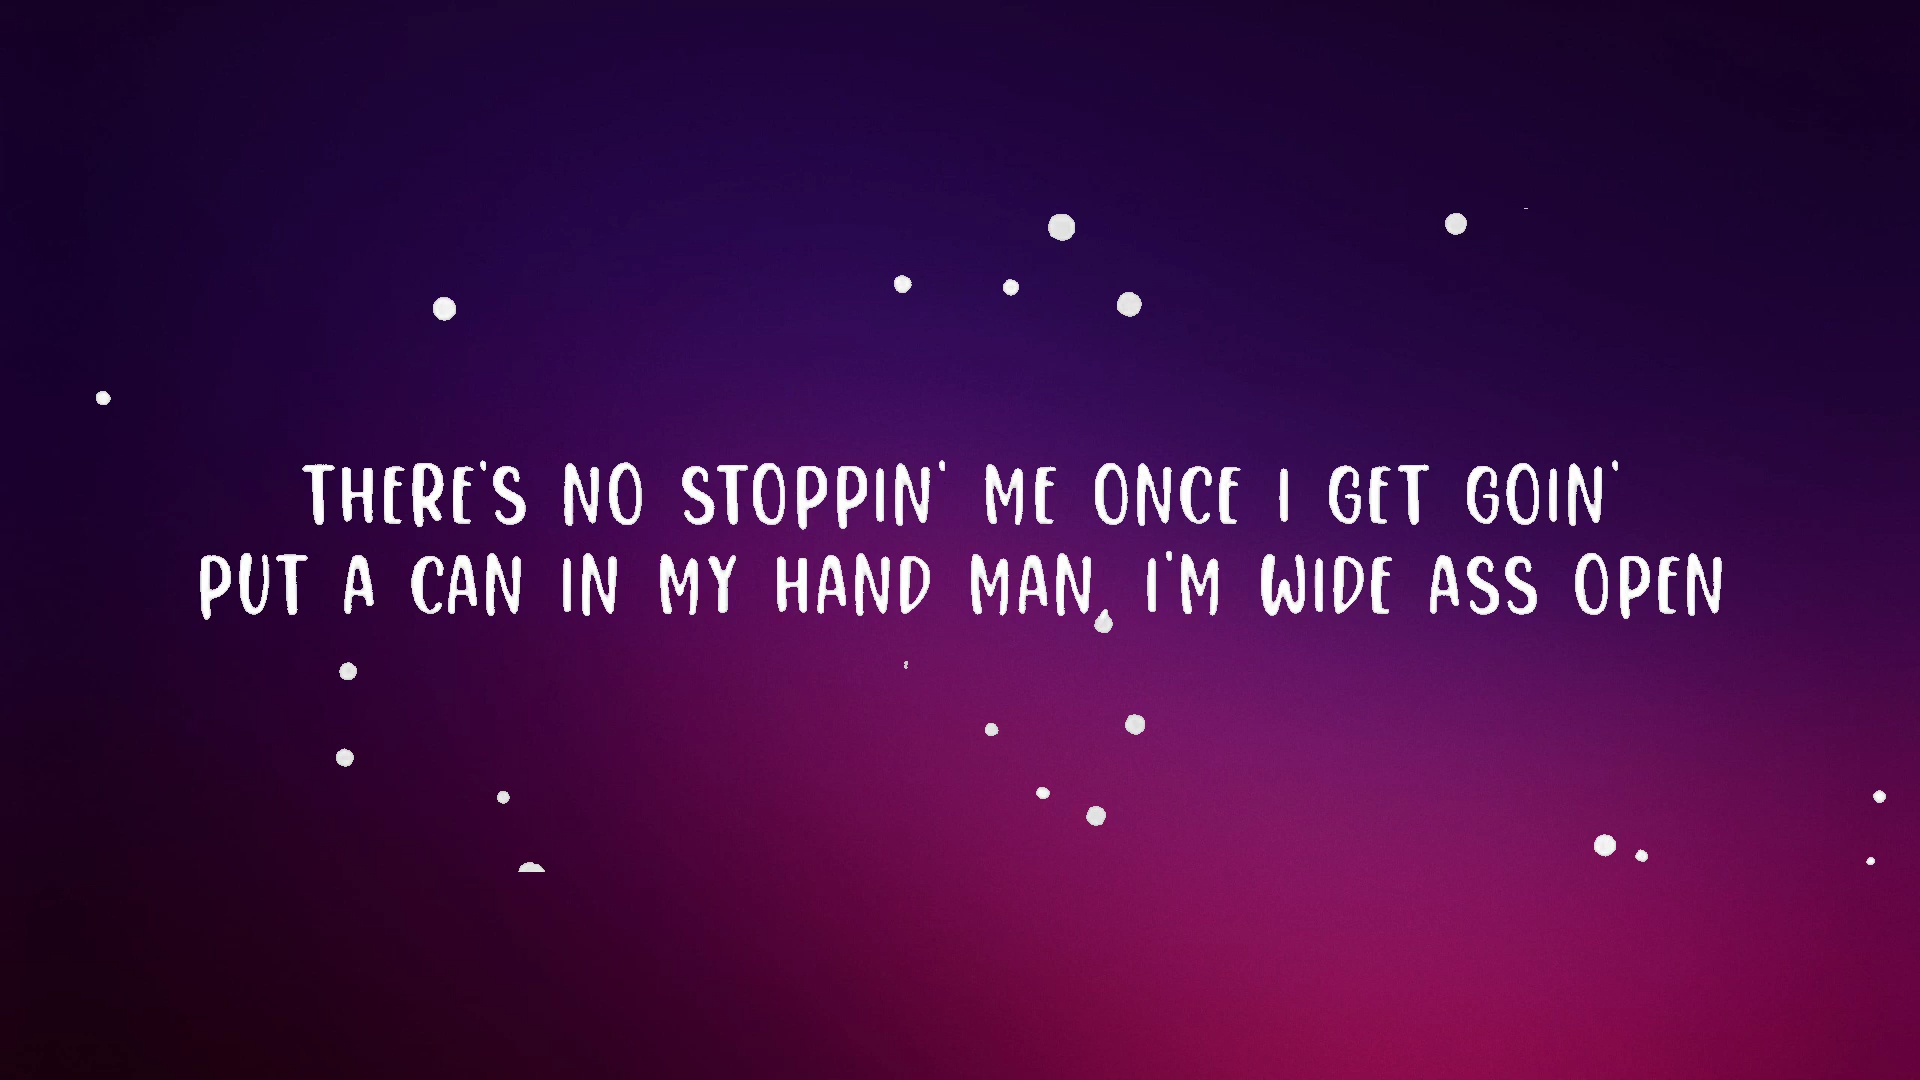 THERE'S NO STOPPIN' ME ONCE I GET GOIN'
PUT A CAN IN MY HAND MAN, I'M WIDE ASS OPEN